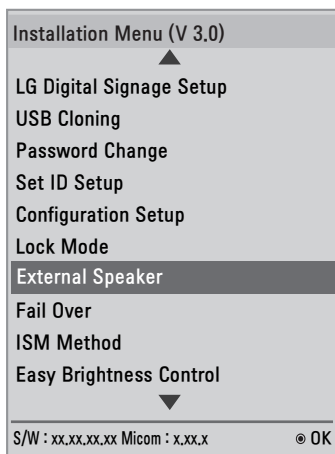 Installation Menu (V 3.0)
LG Digital Signage Setup
USB Cloning
Password Change
Set ID Setup
Configuration Setup
Lock Mode
External Speaker
Fail Over
ISM Method
Easy Brightness Control
S/W : xx.xx.xx.xx Micom : x.xx.x ◉ OK